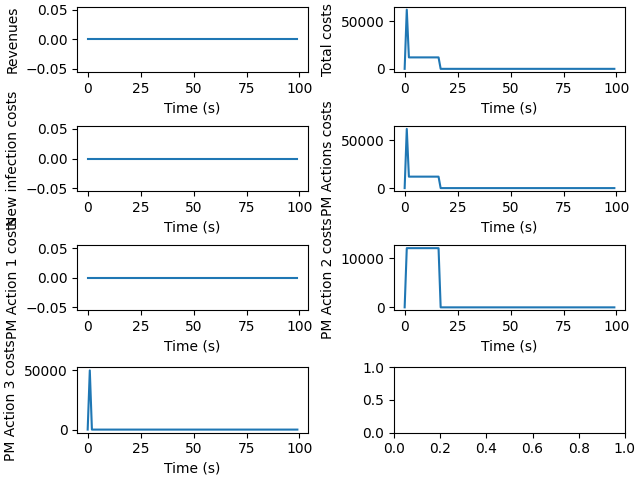 Revenues
0.05
0.00
−0.05
0 25 50 75 100
Time (s)
Total costs
50000
0
0 25 50 75 100
Time (s)
New infection costs
0.05
0.00
−0.05
0 25 50 75 100
Time (s)
PM Actions costs
50000
0
0 25 50 75 100
Time (s)
PM Action 1 costs
0.05
0.00
−0.05
0 25 50 75 100
Time (s)
PM Action 2 costs
10000
0
0 25 50 75 100
Time (s)
PM Action 3 costs
50000
0
0 25 50 75 100
Time (s)
1.0
0.5
0.0
0.0 0.2 0.4 0.6 0.8 1.0